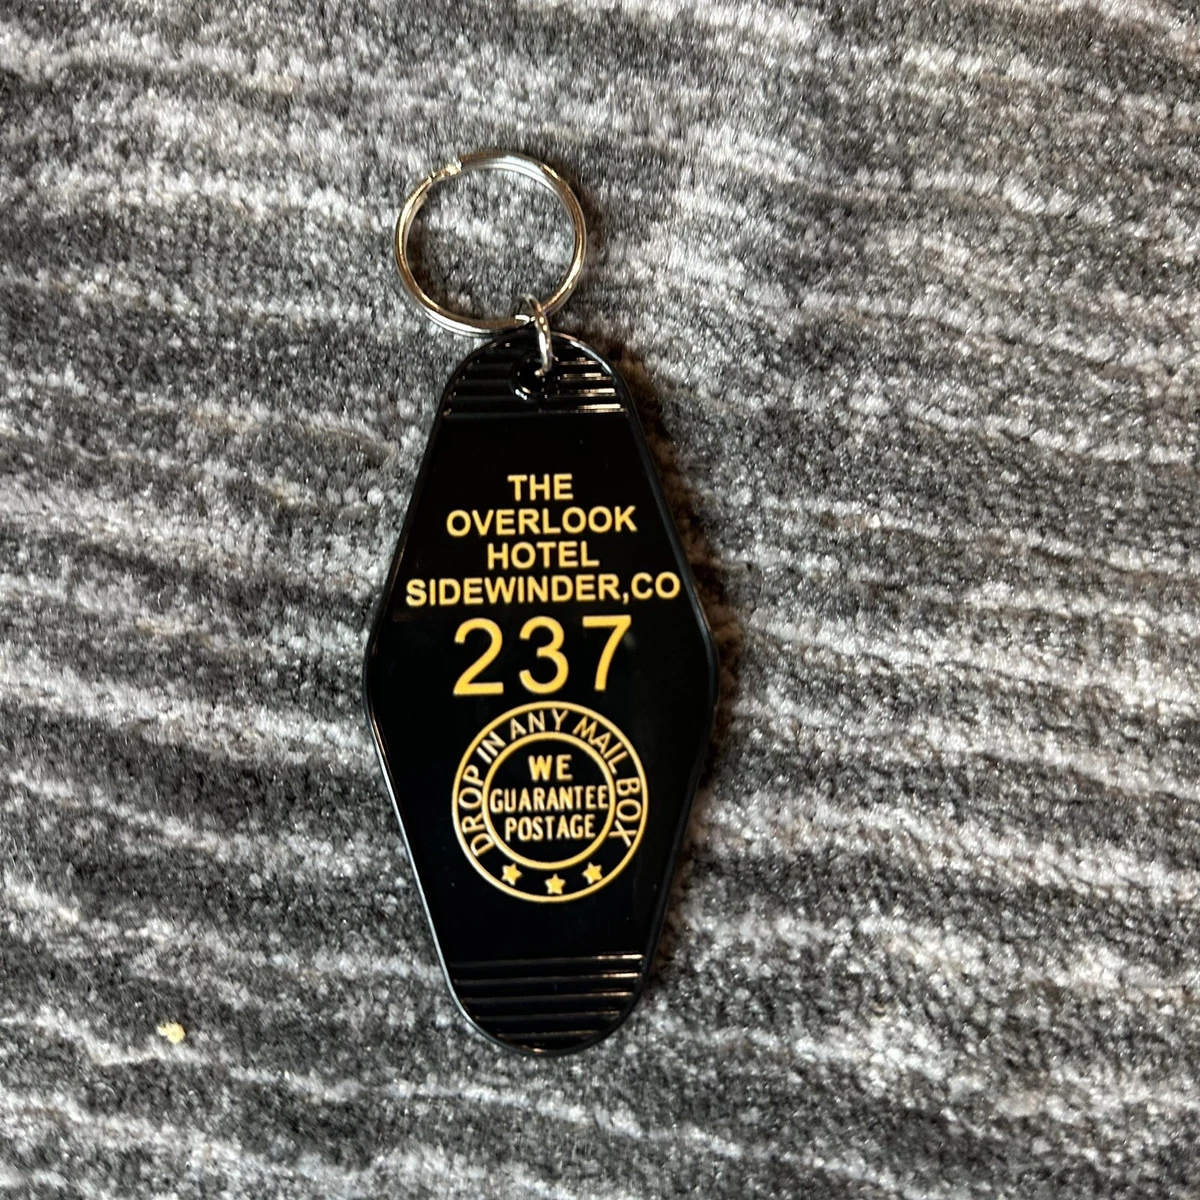 THE
OVERLOOK
HOTEL
SIDEWINDER,CO
237
DROP IN ANY MAIL BOX
WE
GUARANTEE
POSTAGE